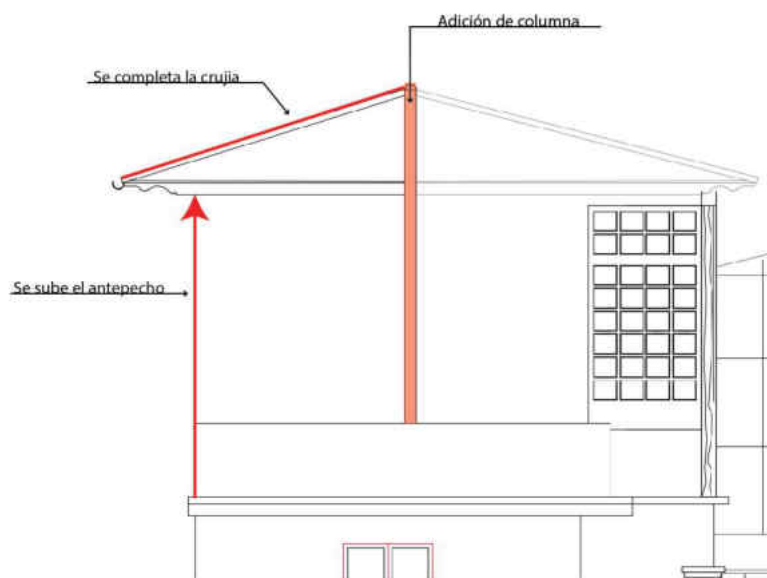 Adición de columna
Se completa la crujia
Se sube el antepecho